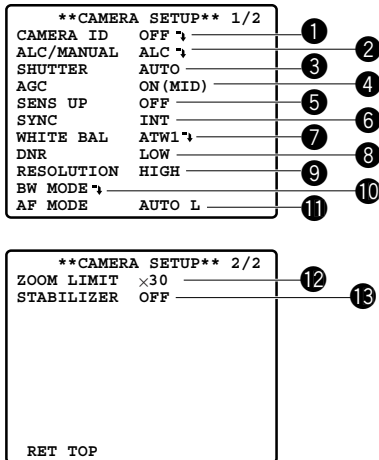 **CAMERA SETUP** 1/2
CAMERA ID OFF ↴ 1
ALC/MANUAL ALC ↴ 2
SHUTTER AUTO 3
AGC ON(MID) 4
SENS UP OFF 5
SYNC INT 6
WHITE BAL ATW1 ↴ 7
DNR LOW 8
RESOLUTION HIGH 9
BW MODE ↴ 10
AF MODE AUTO L 11
**CAMERA SETUP** 2/2
ZOOM LIMIT ×30 12
STABILIZER OFF 13
RET TOP